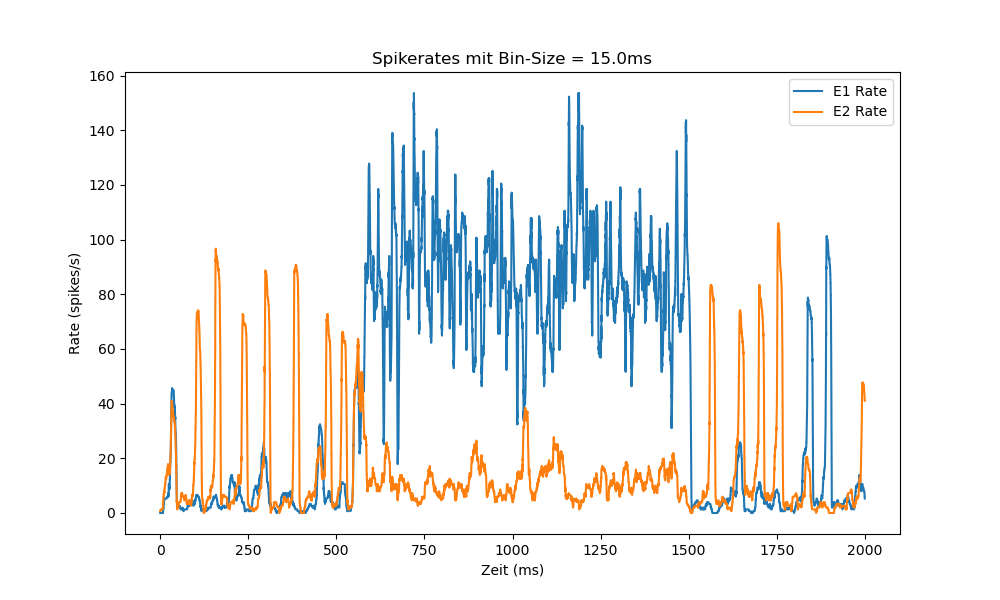 Spikerates mit Bin-Size = 15.0ms
E1 Rate
E2 Rate
Rate (spikes/s)
160
140
120
100
80
60
40
20
0
0 250 500 750 1000 1250 1500 1750 2000
Zeit (ms)